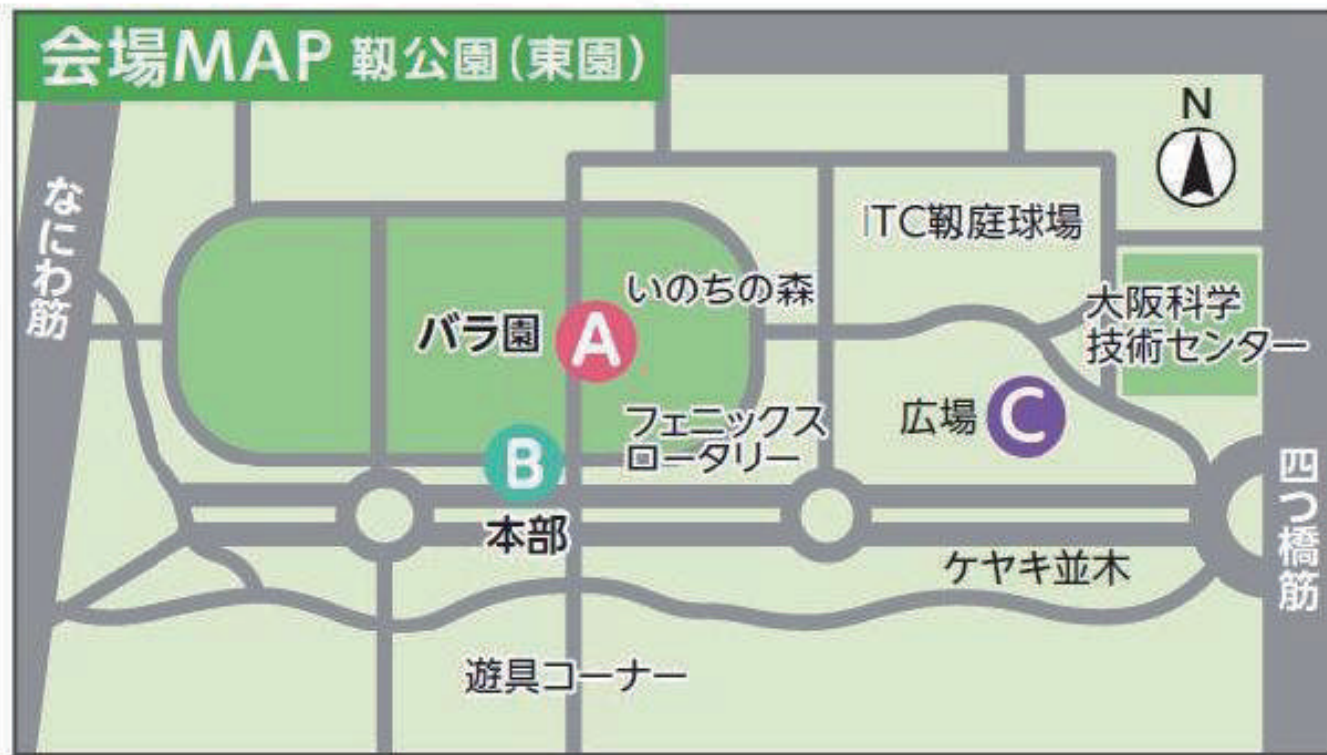 会場MAP 靱公園(東園)
N
なにわ筋
ITC靱庭球場
いのちの森
大阪科学
技術センター
バラ園 A
広場 C
フェニックス
ロータリー
B
本部
四つ橋筋
ケヤキ並木
遊具コーナー